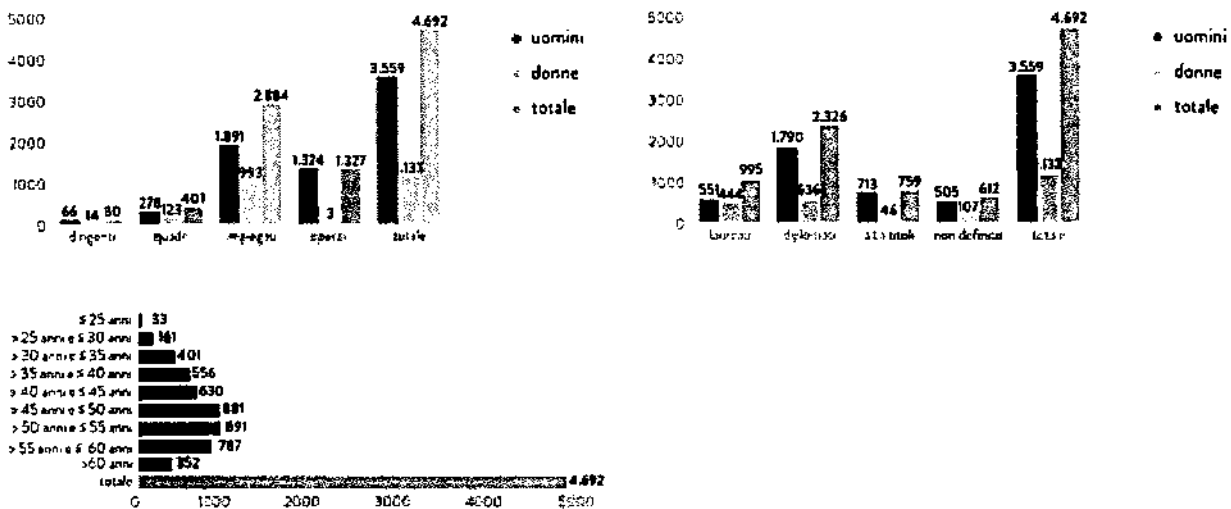 5000
4000
3000
2000
1000
0
4.692
3.559
1.133
2.884
1.891
993
1.324
3
1.327
278
123
401
66
14
80
dirigenti quadri impiegati operai totale
uomini
donne
totale
5000
4000
3000
2000
1000
0
4.692
3.559
1.133
2.326
1.790
536
551
444
995
713
46
759
505
107
612
laureati diplomati non definiti totale
uomini
donne
totale
≤ 25 anni 33
> 25 anni e ≤ 30 anni 161
> 30 anni e ≤ 35 anni 401
> 35 anni e ≤ 40 anni 556
> 40 anni e ≤ 45 anni 630
> 45 anni e ≤ 50 anni 881
> 50 anni e ≤ 55 anni 891
> 55 anni e ≤ 60 anni 787
>60 anni 352
totale 4.692
0 1000 2000 3000 4000 5000